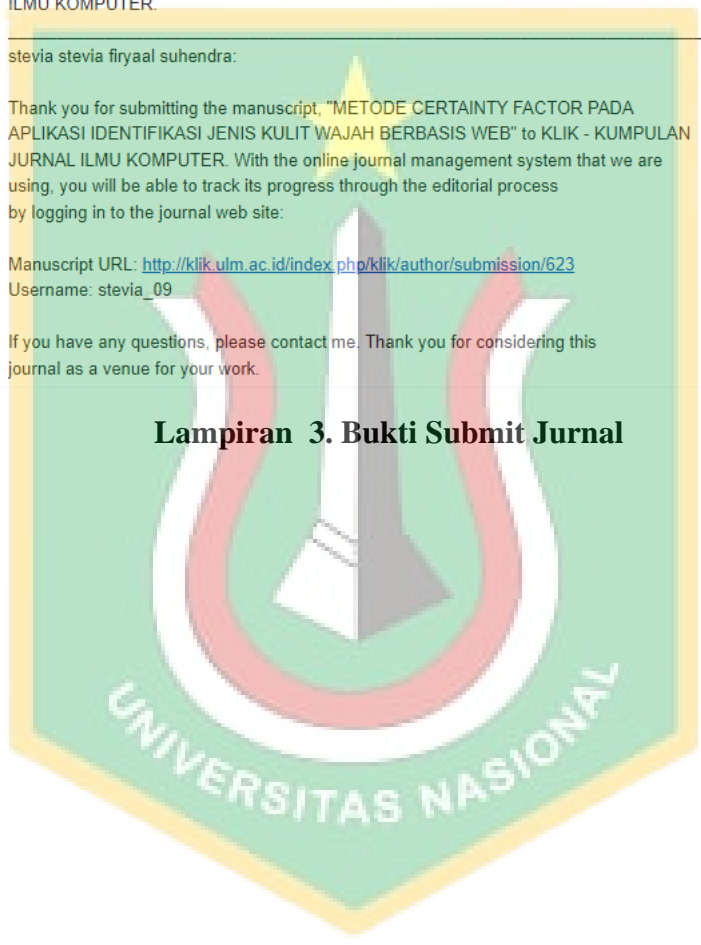 ILMU KOMPUTER.
stevia stevia firyaal suhendra:
Thank you for submitting the manuscript, "METODE CERTAINTY FACTOR PADA
APLIKASI IDENTIFIKASI JENIS KULIT WAJAH BERBASIS WEB" to KLIK - KUMPULAN
JURNAL ILMU KOMPUTER. With the online journal management system that we are
using, you will be able to track its progress through the editorial process
by logging in to the journal web site:
Manuscript URL: http://klik.ulm.ac.id/index.php/klik/author/submission/623
Username: stevia_09
If you have any questions, please contact me. Thank you for considering this
journal as a venue for your work.
Lampiran 3. Bukti Submit Jurnal
UNIVERSITAS NASIONAL